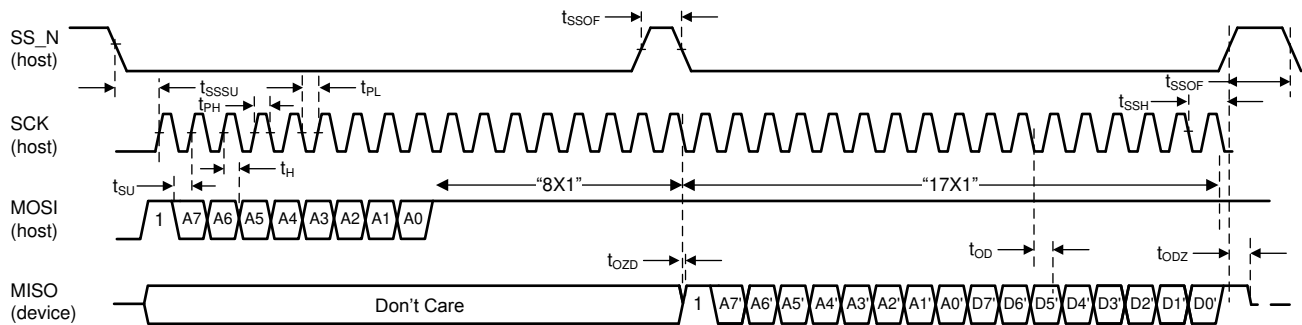 SS_N
(host)
tSSOF
tSSSU
tPL
tSSOF
tPH
tSSH
SCK
(host)
tH
tSU
“8X1”
“17X1”
MOSI
(host)
1 A7 A6 A5 A4 A3 A2 A1 A0
tOZD
tOD
tODZ
MISO
(device)
Don’t Care
1 A7' A6' A5' A4' A3' A2' A1' A0' D7' D6' D5' D4' D3' D2' D1' D0'